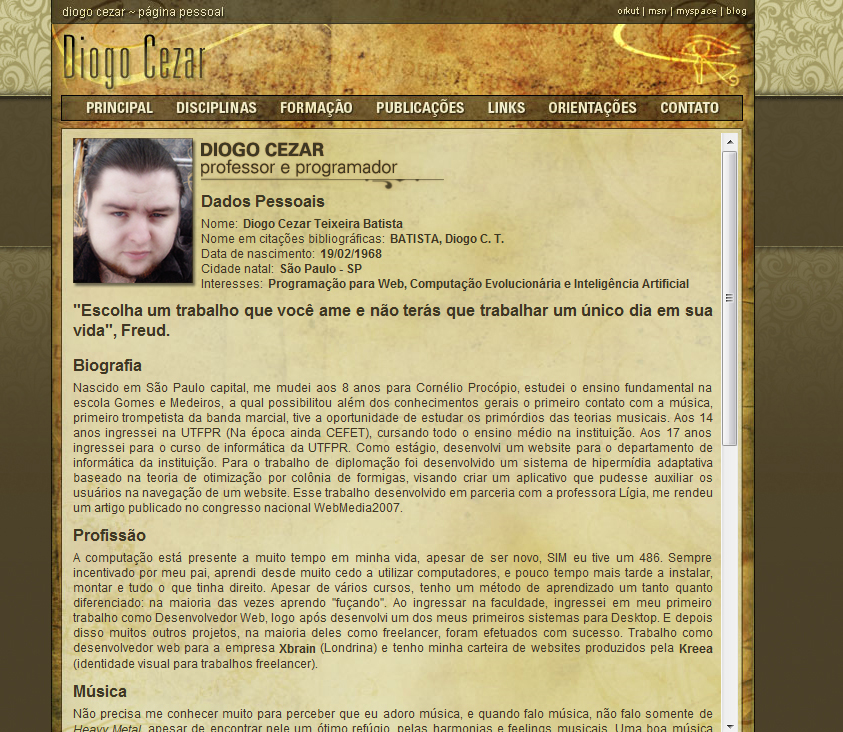 diogo cezar ~ página pessoal
orkut | msn | myspace | blog
Diogo Cezar
PRINCIPAL DISCIPLINAS FORMAÇÃO PUBLICAÇÕES LINKS ORIENTAÇÕES CONTATO
DIOGO CEZAR
professor e programador
Dados Pessoais
Nome: Diogo Cezar Teixeira Batista
Nome em citações bibliográficas: BATISTA, Diogo C. T.
Data de nascimento: 19/02/1968
Cidade natal: São Paulo - SP
Interesses: Programação para Web, Computação Evolucionária e Inteligência Artificial
"Escolha um trabalho que você ame e não terás que trabalhar um único dia em sua
vida", Freud.
Biografia
Nascido em São Paulo capital, me mudei aos 8 anos para Cornélio Procópio, estudei o ensino fundamental na
escola Gomes e Medeiros, a qual possibilitou além dos conhecimentos gerais o primeiro contato com a música,
primeiro trompetista da banda marcial, tive a oportunidade de estudar os primórdios das teorias musicais. Aos 14
anos ingressei na UTFPR (Na época ainda CEFET), cursando todo o ensino médio na instituição. Aos 17 anos
ingressei para o curso de informática da UTFPR. Como estágio, desenvolvi um website para o departamento de
informática da instituição. Para o trabalho de diplomação foi desenvolvido um sistema de hipermídia adaptativa
baseado na teoria de otimização por colônia de formigas, visando criar um aplicativo que pudesse auxiliar os
usuários na navegação de um website. Esse trabalho desenvolvido em parceria com a professora Lígia, me rendeu
um artigo publicado no congresso nacional WebMedia2007.
Profissão
A computação está presente a muito tempo em minha vida, apesar de ser novo, SIM eu tive um 486. Sempre
incentivado por meu pai, aprendi desde muito cedo a utilizar computadores, e pouco tempo mais tarde a instalar,
montar e tudo o que tinha direito. Apesar de vários cursos, tenho um método de aprendizado um tanto quanto
diferenciado: na maioria das vezes aprendo "fuçando". Ao ingressar na faculdade, ingressei em meu primeiro
trabalho como Desenvolvedor Web, logo após desenvolvi um dos meus primeiros sistemas para Desktop. E depois
disso muitos outros projetos, na maioria deles como freelancer, foram efetuados com sucesso. Trabalho como
desenvolvedor web para a empresa Xbrain (Londrina) e tenho minha carteira de websites produzidos pela Kreea
(identidade visual para trabalhos freelancer).
Música
Não precisa me conhecer muito para perceber que eu adoro música, e quando falo música, não falo somente de
Heavy Metal, apesar de encontrar nele um ótimo refúgio, pelas harmonias e feelings musicais. Uma boa música